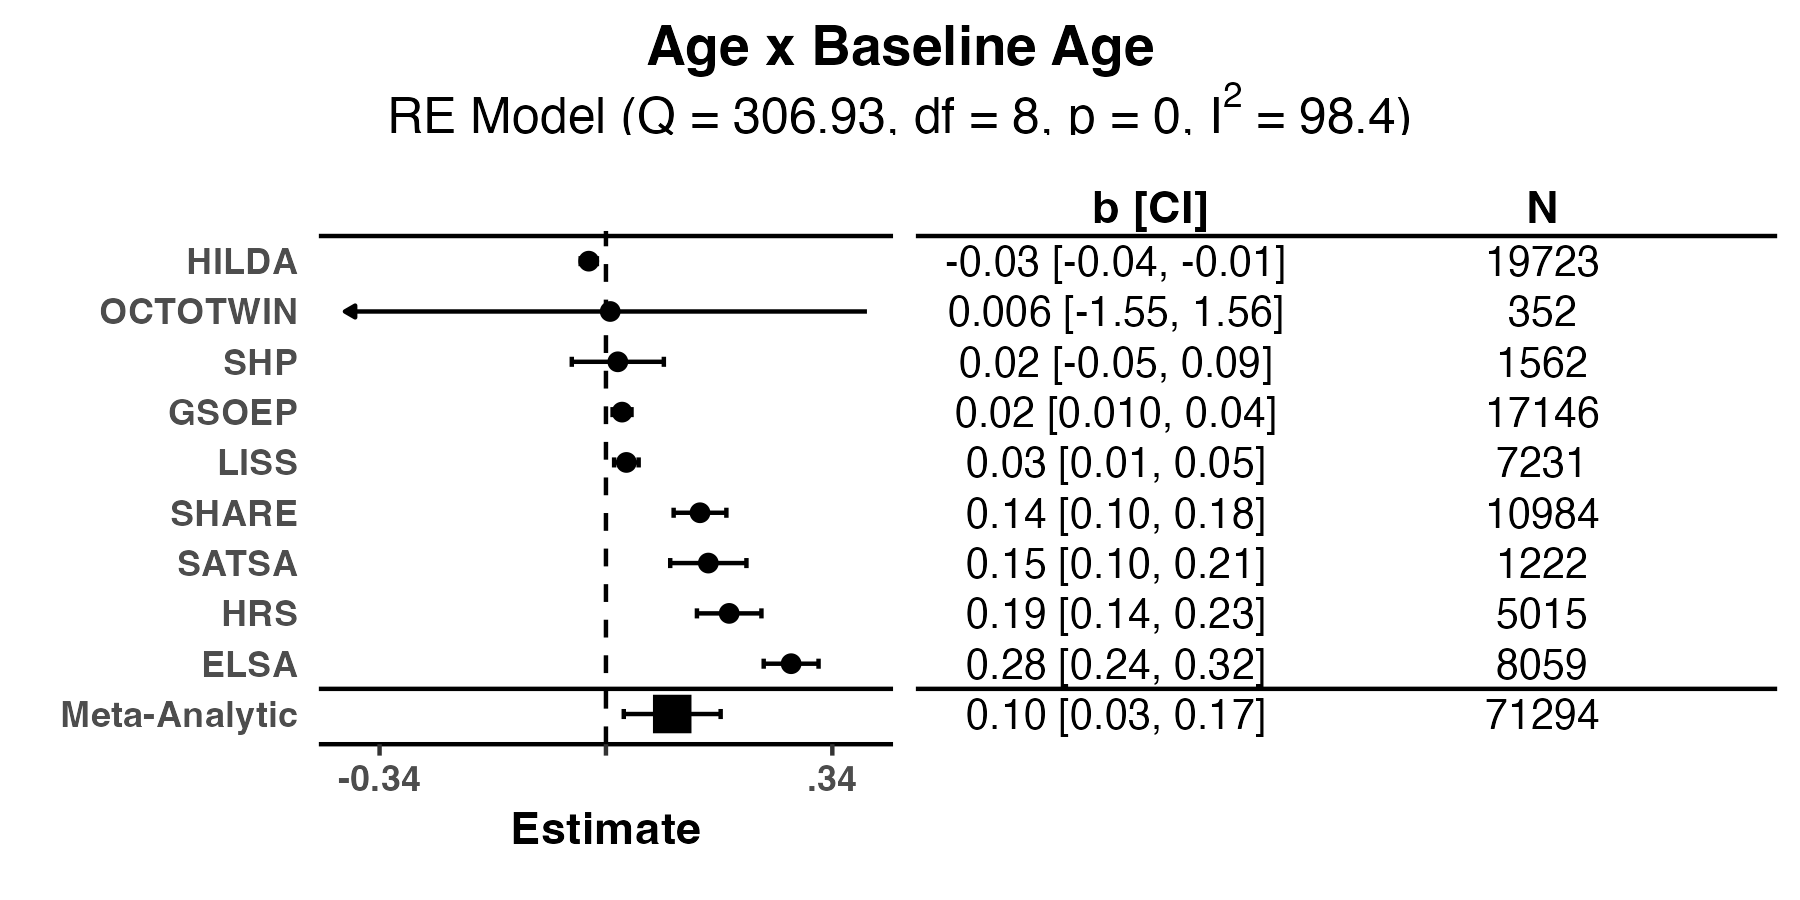 Age x Baseline Age
RE Model (Q = 306.93, df = 8, p = 0, I² = 98.4)
b [CI] N
HILDA -0.03 [-0.04, -0.01] 19723
OCTOTWIN 0.006 [-1.55, 1.56] 352
SHP 0.02 [-0.05, 0.09] 1562
GSOEP 0.02 [0.010, 0.04] 17146
LISS 0.03 [0.01, 0.05] 7231
SHARE 0.14 [0.10, 0.18] 10984
SATSA 0.15 [0.10, 0.21] 1222
HRS 0.19 [0.14, 0.23] 5015
ELSA 0.28 [0.24, 0.32] 8059
Meta-Analytic 0.10 [0.03, 0.17] 71294
-0.34 .34
Estimate